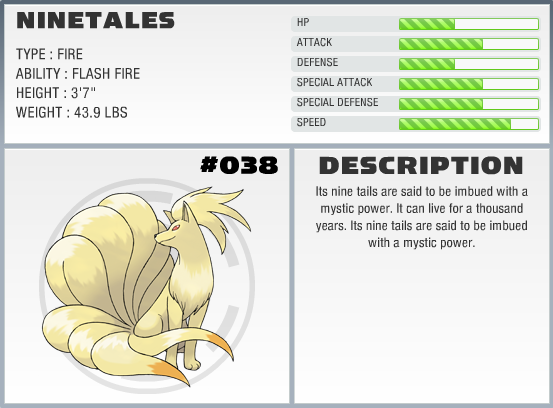 NINETALES
TYPE : FIRE
ABILITY : FLASH FIRE
HEIGHT : 3'7"
WEIGHT : 43.9 LBS
HP
ATTACK
DEFENSE
SPECIAL ATTACK
SPECIAL DEFENSE
SPEED
#038
DESCRIPTION
Its nine tails are said to be imbued with a
mystic power. It can live for a thousand
years. Its nine tails are said to be imbued
with a mystic power.